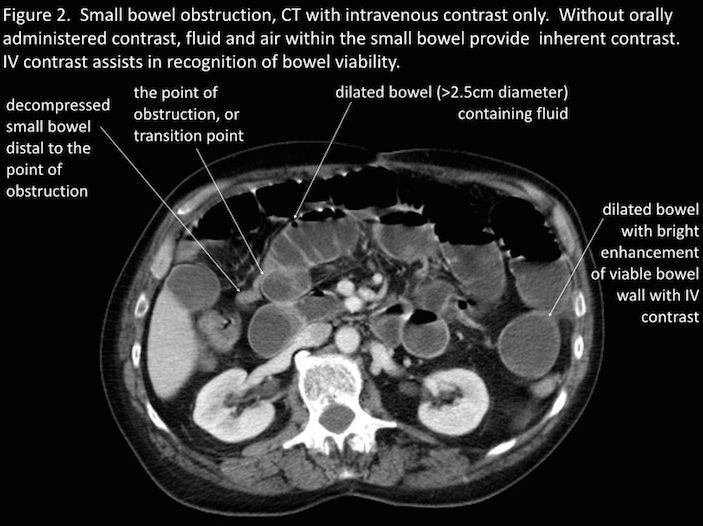 Figure 2.  Small bowel obstruction, CT with intravenous contrast only.  Without orally
administered contrast, fluid and air within the small bowel provide  inherent contrast.
IV contrast assists in recognition of bowel viability.
decompressed
small bowel
distal to the
point of
obstruction
the point of
obstruction, or
transition point
dilated bowel (>2.5cm diameter)
containing fluid
dilated bowel
with bright
enhancement
of viable bowel
wall with IV
contrast